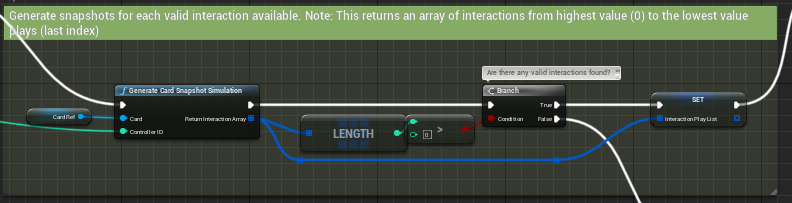 Generate snapshots for each valid interaction available. Note: This returns an array of interactions from highest value (0) to the lowest value
plays (last index)
Are there any valid interactions found?
Generate Card Snapshot Simulation
Branch
SET
True
Card Ref
Card
Return Interaction Array
LENGTH
0
>
Condition
False
Interaction Play List
Controller ID